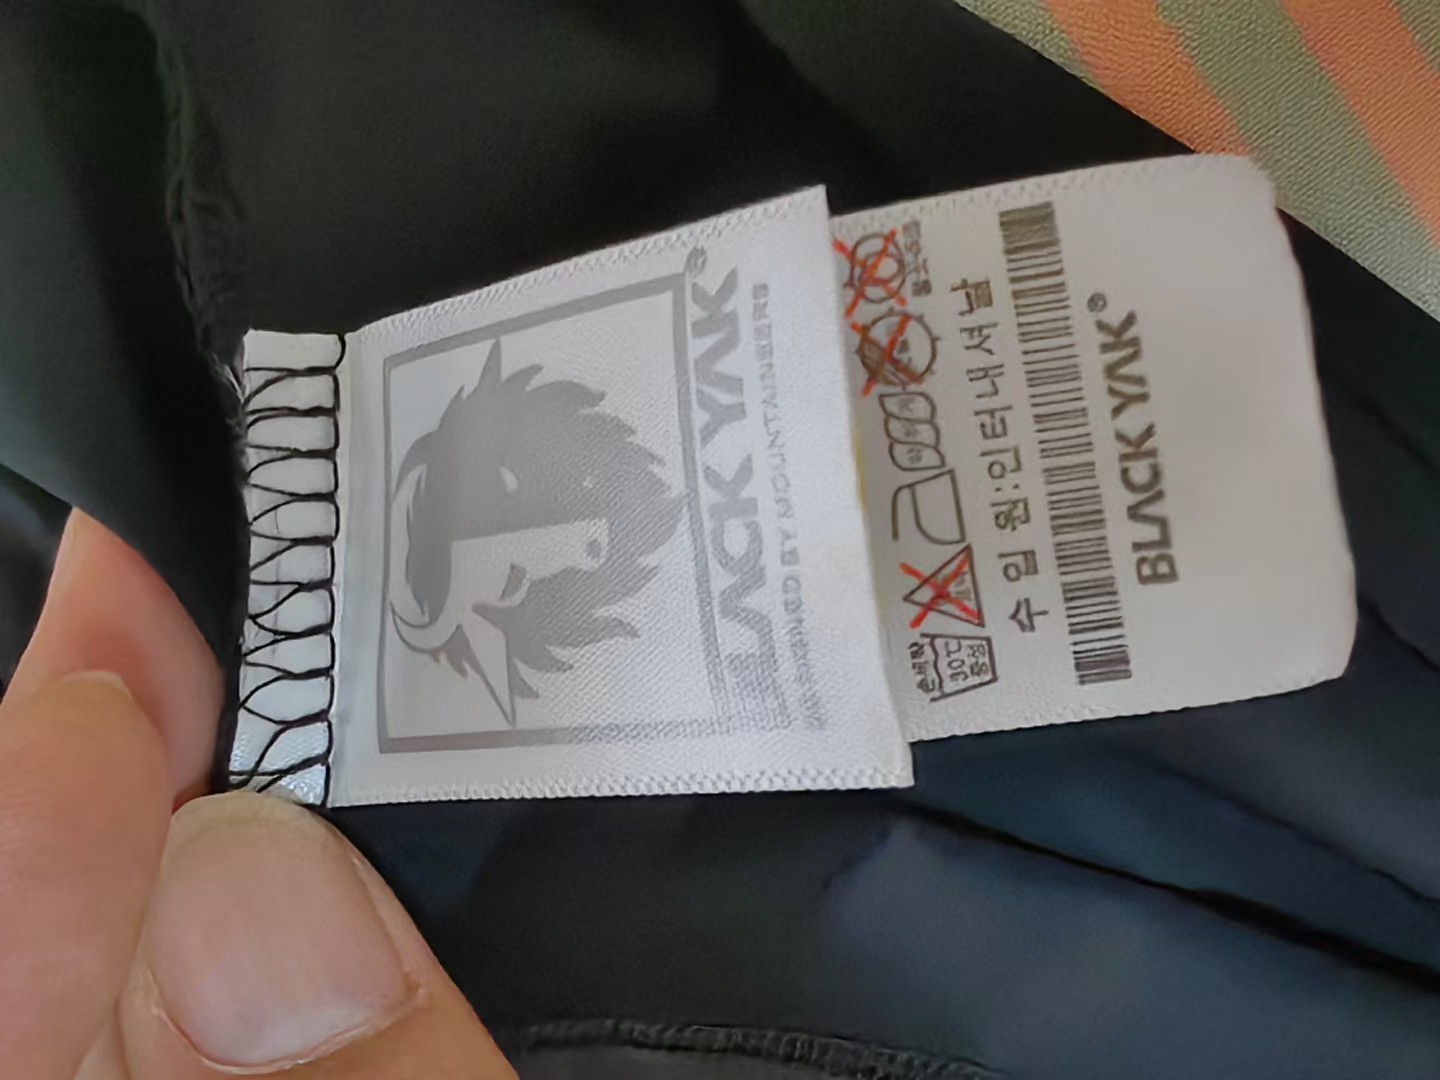 BLACK YAK®
DESIGNED BY MOUNTAINEERS
손세탁
30℃
중성
수 입 원:인 터 내 셔 널
BLACK YAK®